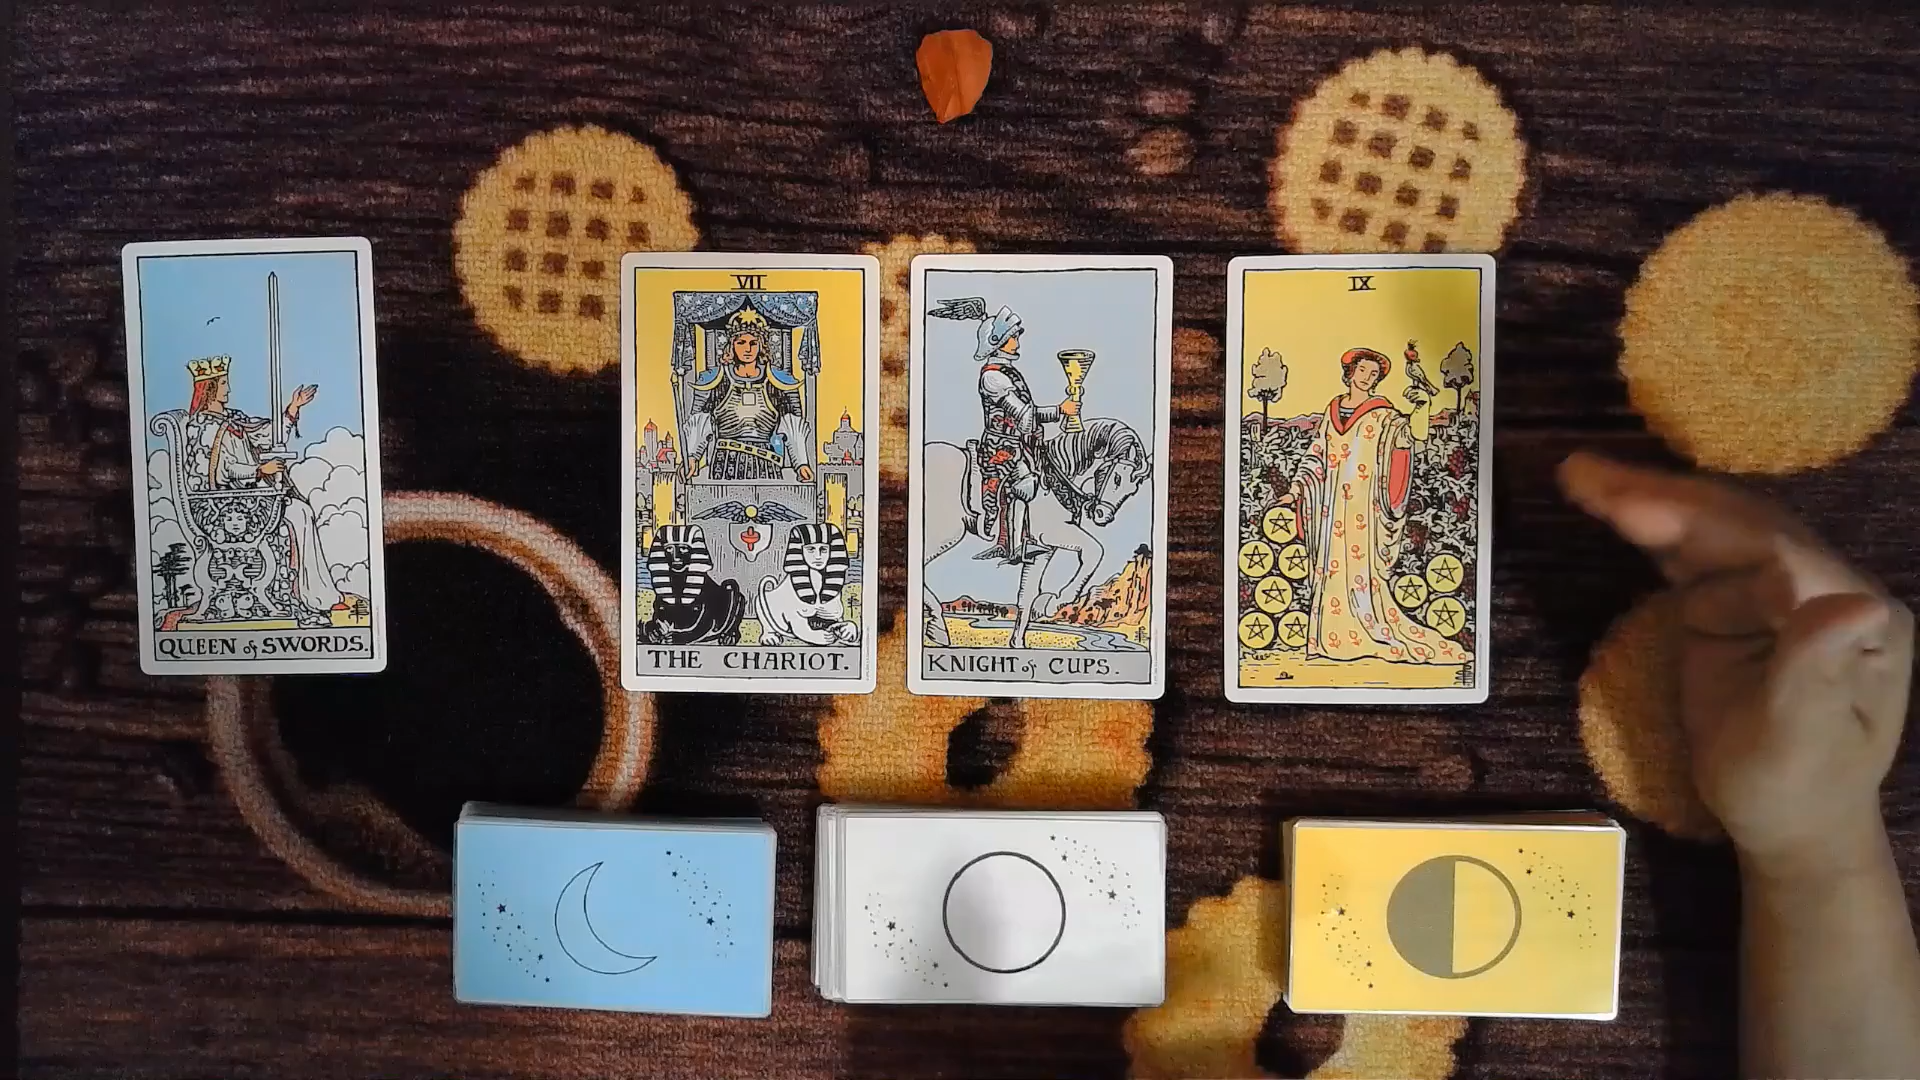 QUEEN of SWORDS.
VII
THE CHARIOT.
KNIGHT of CUPS.
IX